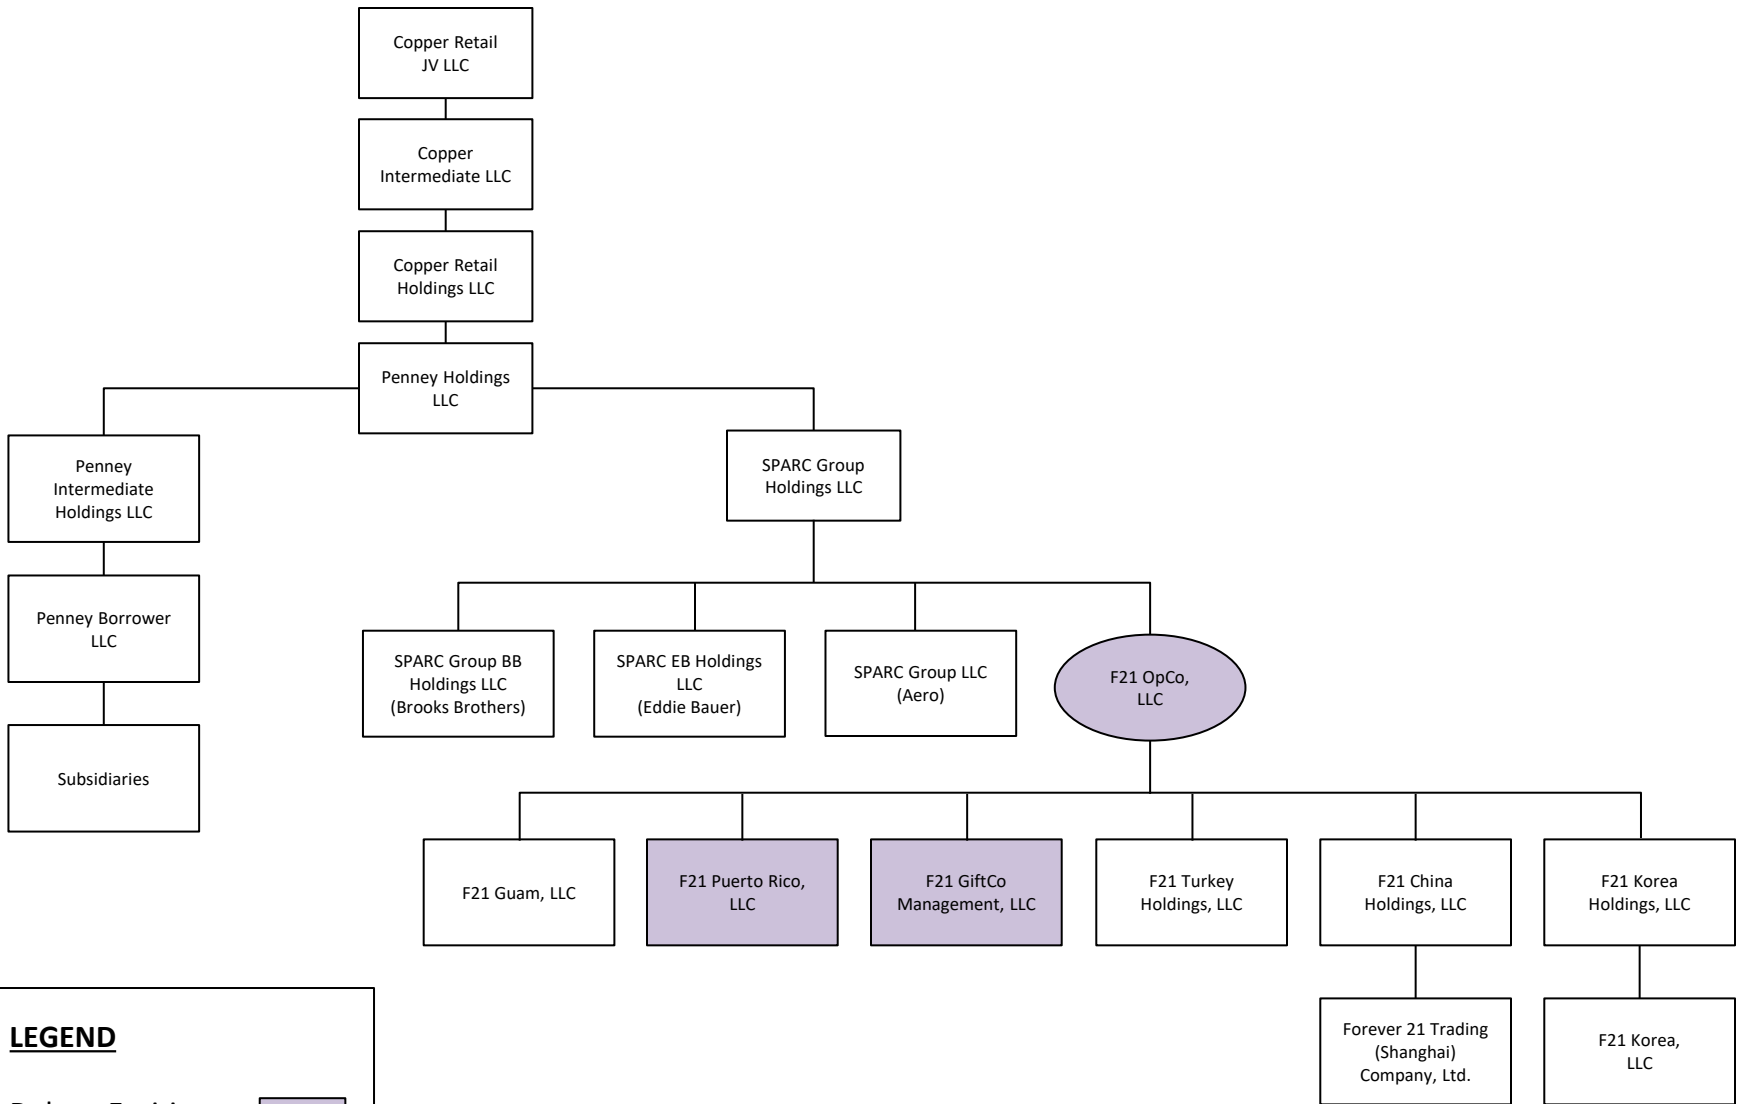 Copper Retail
JV LLC
Copper
Intermediate LLC
Copper Retail
Holdings LLC
Penney Holdings
LLC
Penney
Intermediate
Holdings LLC
SPARC Group
Holdings LLC
Penney Borrower
LLC
SPARC Group BB
Holdings LLC
(Brooks Brothers)
SPARC EB Holdings
LLC
(Eddie Bauer)
SPARC Group LLC
(Aero)
F21 OpCo,
LLC
Subsidiaries
F21 Guam, LLC
F21 Puerto Rico,
LLC
F21 GiftCo
Management, LLC
F21 Turkey
Holdings, LLC
F21 China
Holdings, LLC
F21 Korea
Holdings, LLC
Forever 21 Trading
(Shanghai)
Company, Ltd.
F21 Korea,
LLC
LEGEND